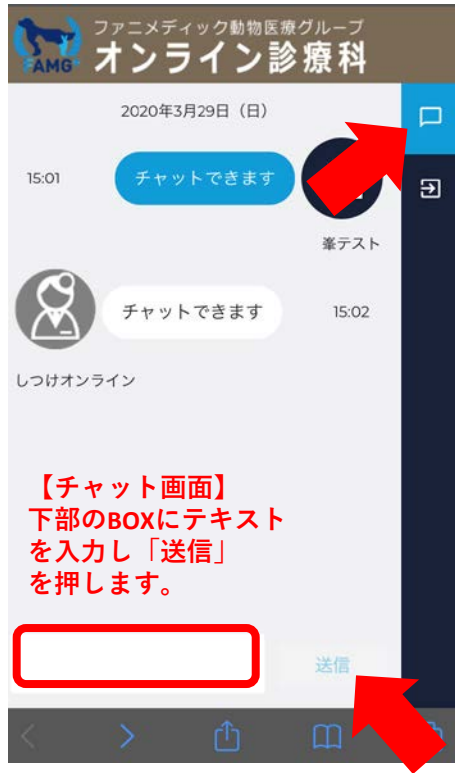 ファニメディック動物医療グループ
AMG オンライン診療科
2020年3月29日（日）
15:01 チャットできます
峯テスト
チャットできます 15:02
しつけオンライン
【チャット画面】
下部のBOXにテキスト
を入力し「送信」
を押します。
送信